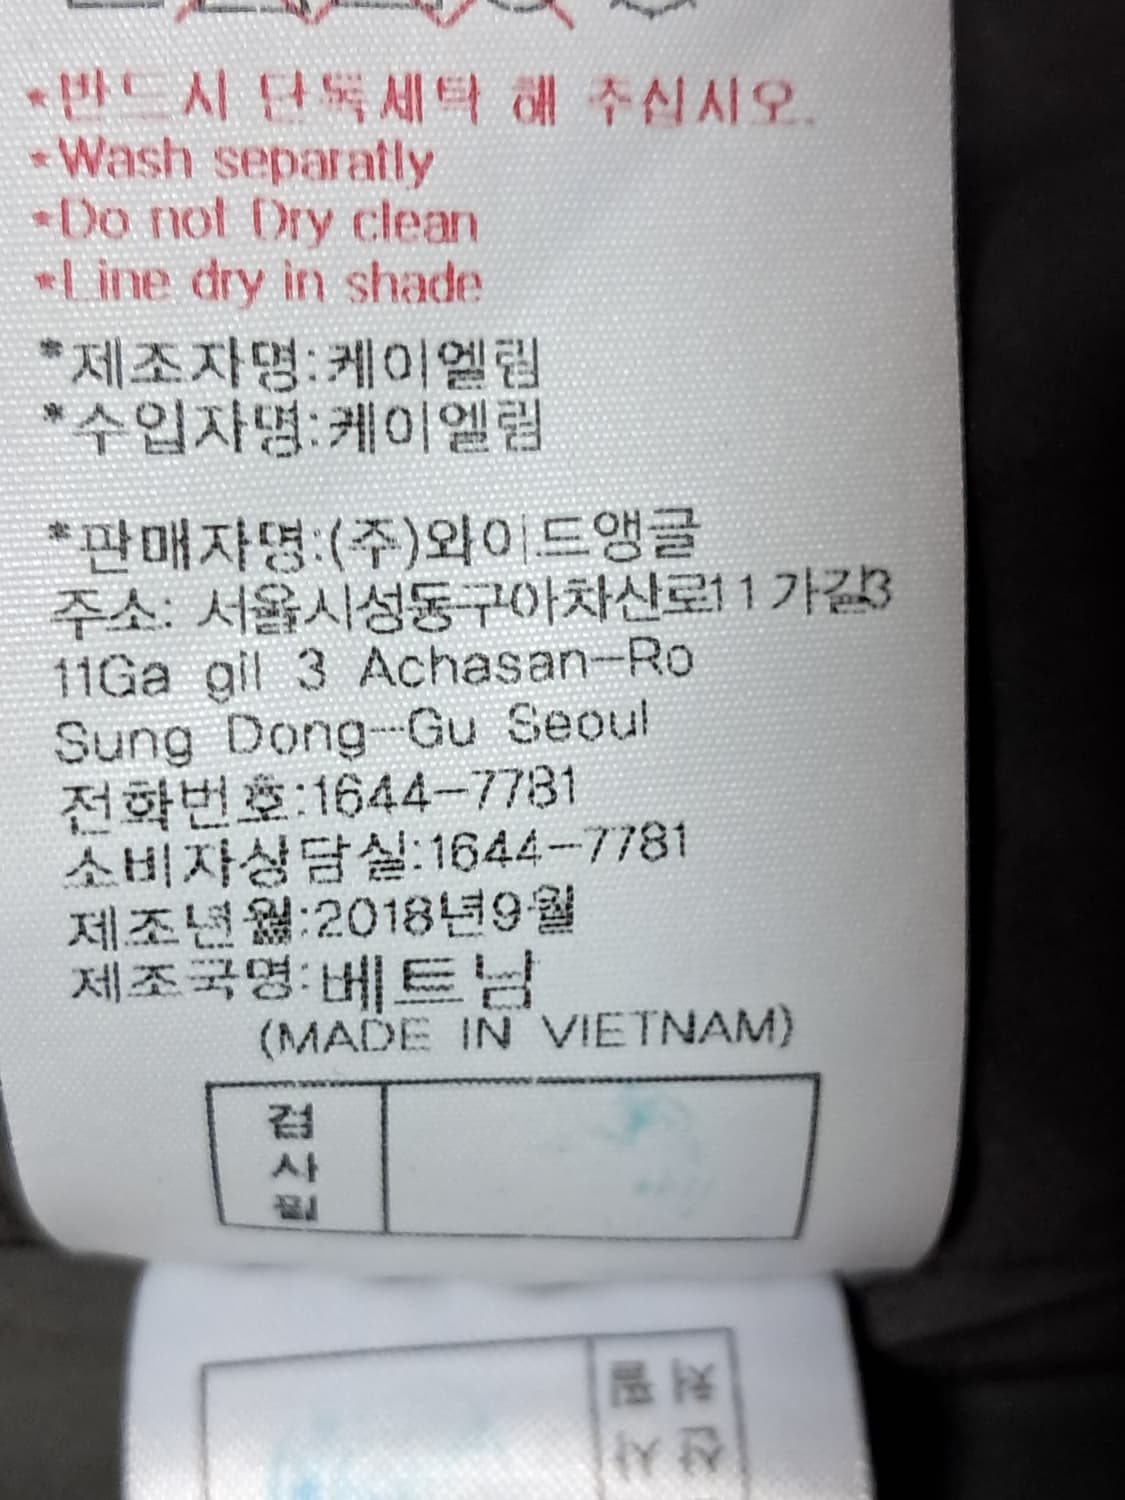 *반드시 단독세탁 해 주십시오.
*Wash separatly
*Do not Dry clean
*Line dry in shade
*제조자명:케이엘림
*수입자명:케이엘림
*판매자명:(주)와이드앵글
주소: 서울시성동구아차산로11가길3
11Ga gil 3 Achasan-Ro
Sung Dong-Gu Seoul
전화번호:1644-7781
소비자상담실:1644-7781
제조년월:2018년9월
제조국명:베트남
(MADE IN VIETNAM)
검
사
필